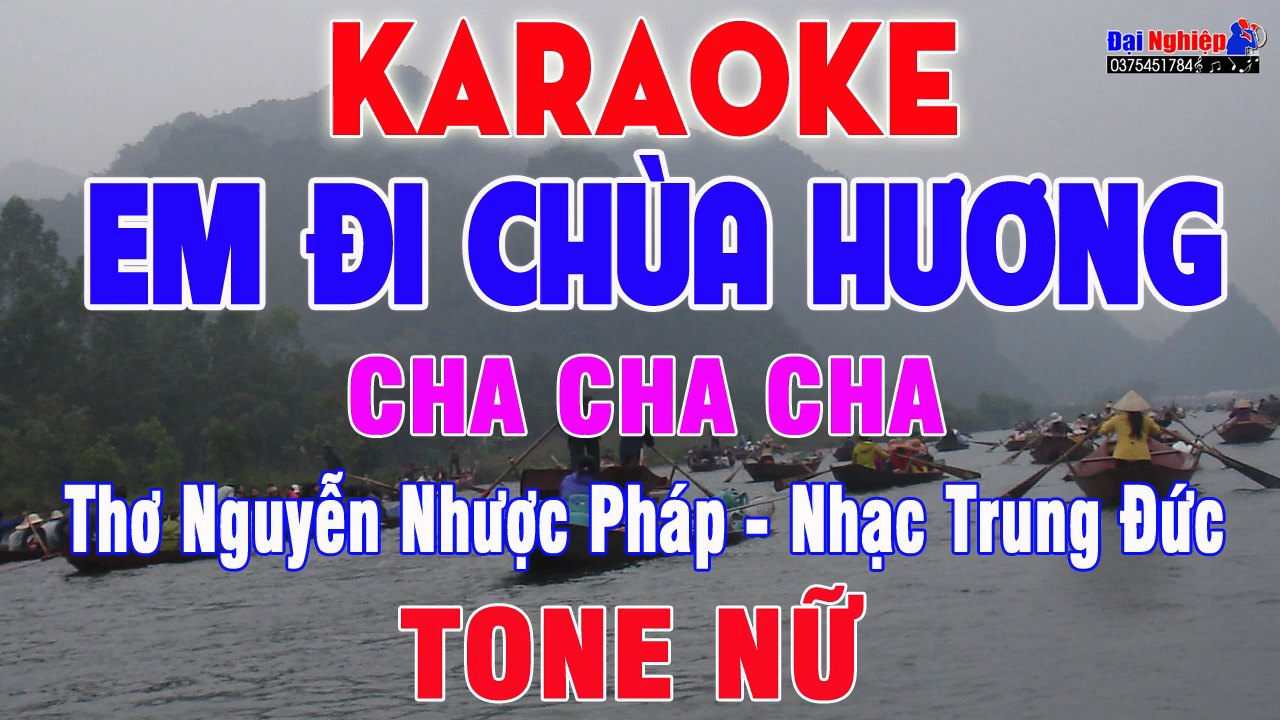 KARAOKE
Đại Nghiệp
0375451784
EM ĐI CHÙA HƯƠNG
CHA CHA CHA
Thơ Nguyễn Nhược Pháp - Nhạc Trung Đức
TONE NỮ